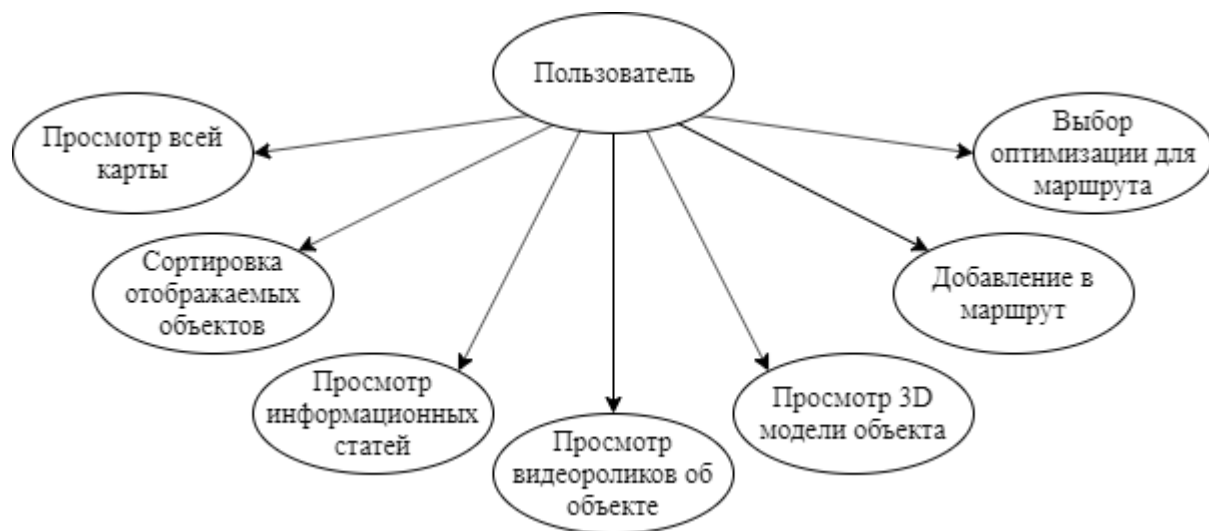 Пользователь
Просмотр всей
карты
Выбор
оптимизации для
маршрута
Сортировка
отображаемых
объектов
Добавление в
маршрут
Просмотр
информационных
статей
Просмотр 3D
модели объекта
Просмотр
видеороликов об
объекте